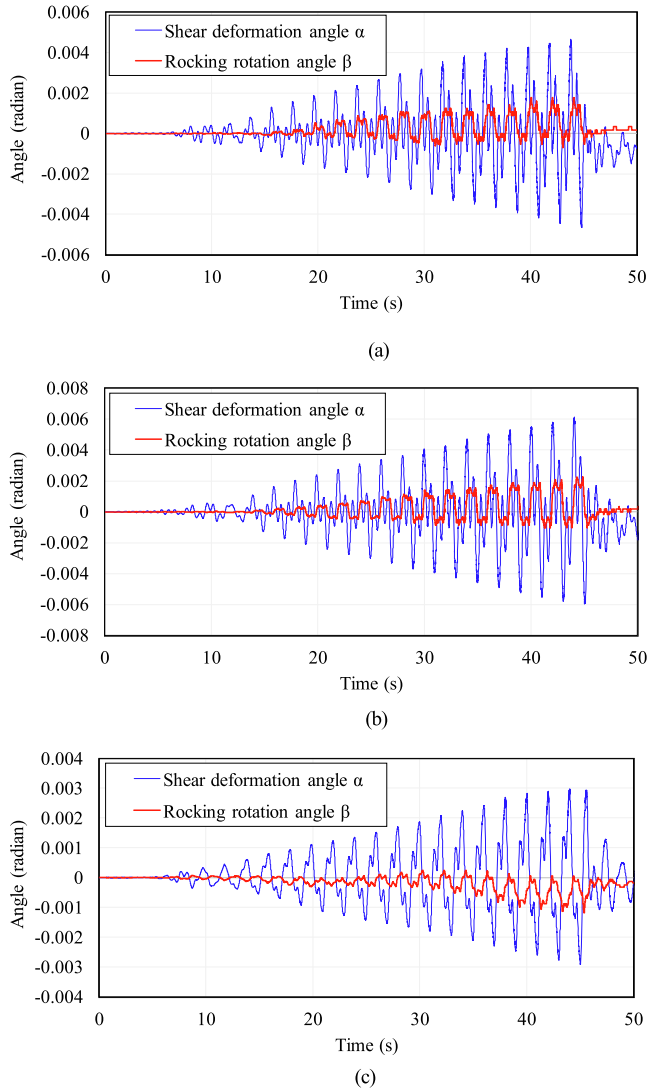 0.006
0.004
0.002
0
-0.002
-0.004
-0.006
Angle (radian)
Shear deformation angle α
Rocking rotation angle β
0 10 20 30 40 50
Time (s)
(a)
0.008
0.006
0.004
0.002
0
-0.002
-0.004
-0.006
-0.008
Angle (radian)
Shear deformation angle α
Rocking rotation angle β
0 10 20 30 40 50
Time (s)
(b)
0.004
0.003
0.002
0.001
0
-0.001
-0.002
-0.003
-0.004
Angle (radian)
Shear deformation angle α
Rocking rotation angle β
0 10 20 30 40 50
Time (s)
(c)